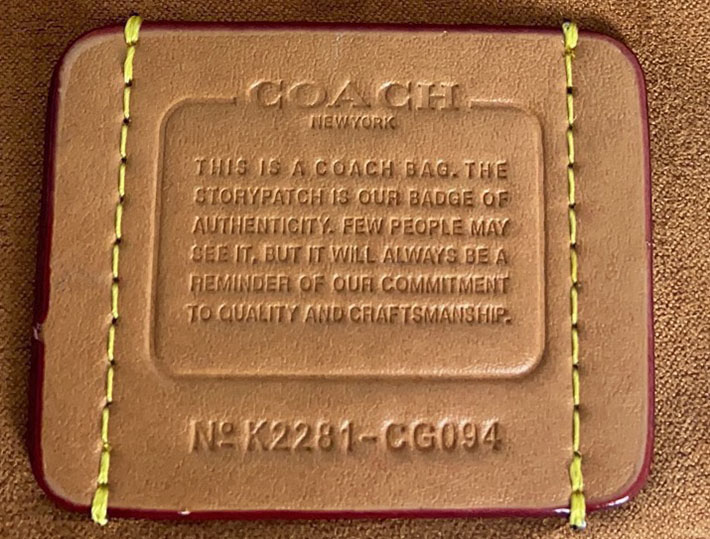 COACH
NEW YORK
THIS IS A COACH BAG. THE
STORYPATCH IS OUR BADGE OF
AUTHENTICITY. FEW PEOPLE MAY
SEE IT, BUT IT WILL ALWAYS BE A
REMINDER OF OUR COMMITMENT
TO QUALITY AND CRAFTSMANSHIP.
Nº K2281-CG094